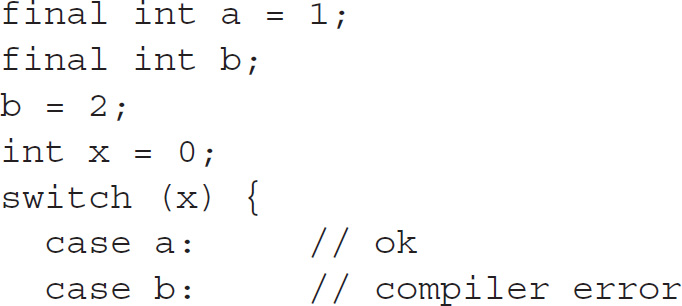 final int a = 1;
final int b;
b = 2;
int x = 0;
switch (x) {
  case a:     // ok
  case b:     // compiler error